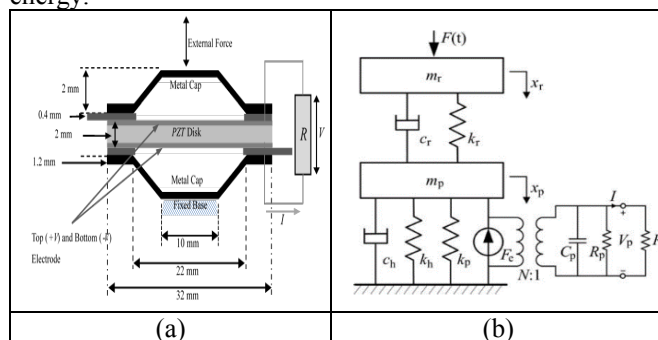 energy.
External Force
2 mm
Metal Cap
0.4 mm
2 mm
PZT Disk
R
V
1.2 mm
Metal Cap
Fixed Base
I
Top (+V) and Bottom (-V)
Electrode
10 mm
22 mm
32 mm
(a)
F(t)
m_r
x_r
c_r
k_r
m_p
x_p
c_h
k_h
k_p
F_e
N:1
C_p
R_p
V_p
I
+
−
R
(b)